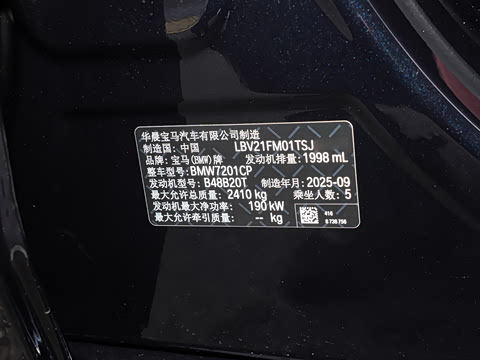 华晨宝马汽车有限公司制造
制造国: 中国 LBV21FM01TSJ
品牌: 宝马(BMW)牌 发动机排量: 1998 mL
整车型号: BMW7201CP
发动机型号: B48B20T 制造年月: 2025-09
最大允许总质量: 2410 kg 乘坐人数: 5
发动机最大净功率: 190 kW
最大允许牵引质量: -- kg
416
8 736 756